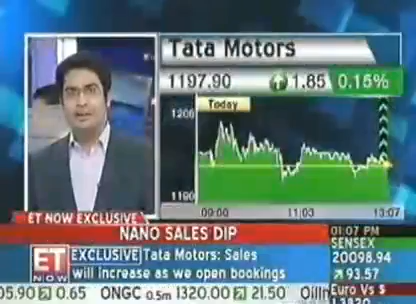 Tata Motors
1197.90 1.85 0.15%
Today
1206
1190
09:00 11:03 13:07
ET NOW EXCLUSIVE
NANO SALES DIP
01:07 PM
SENSEX
20098.94
93.57
ET NOW
EXCLUSIVE Tata Motors: Sales
will increase as we open bookings
Euro Vs $
05.90 0.65 ONGC 0.5m 1320.00 21.50